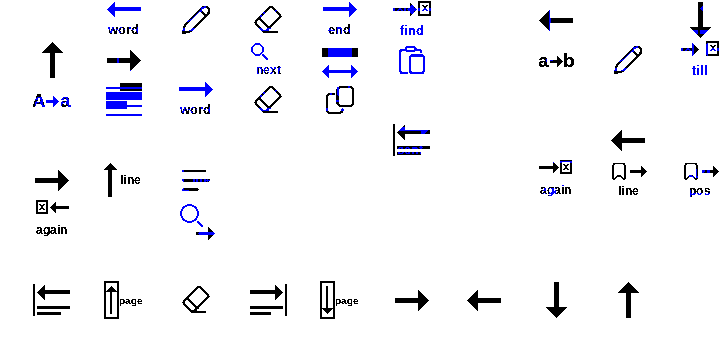 word end x find
next
a→b x till
A→a word
line x again line pos
x again
page page